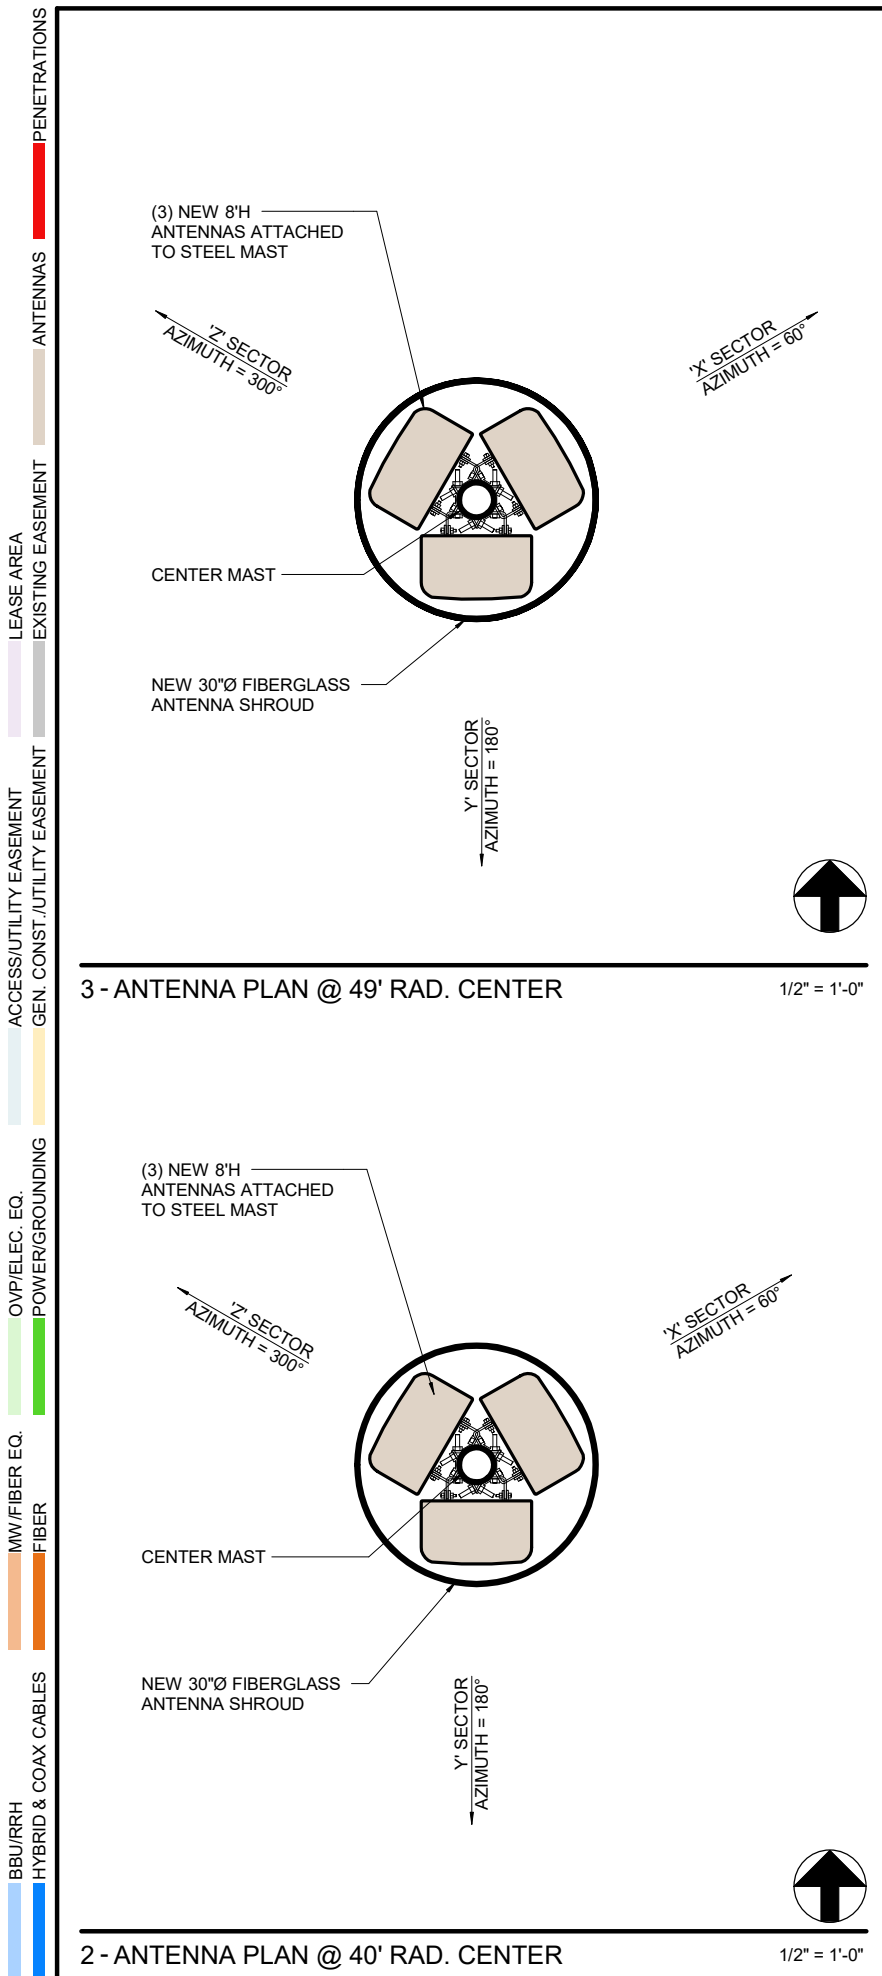 PENETRATIONS
ANTENNAS
LEASE AREA
EXISTING EASEMENT
ACCESS/UTILITY EASEMENT
GEN. CONST./UTILITY EASEMENT
OVP/ELEC. EQ.
POWER/GROUNDING
MW/FIBER EQ.
FIBER
BBU/RRH
HYBRID & COAX CABLES
(3) NEW 8'H
ANTENNAS ATTACHED
TO STEEL MAST
'Z' SECTOR
AZIMUTH = 300°
'X' SECTOR
AZIMUTH = 60°
CENTER MAST
NEW 30"Ø FIBERGLASS
ANTENNA SHROUD
Y' SECTOR
AZIMUTH = 180°
3 - ANTENNA PLAN @ 49' RAD. CENTER
1/2" = 1'-0"
(3) NEW 8'H
ANTENNAS ATTACHED
TO STEEL MAST
'Z' SECTOR
AZIMUTH = 300°
'X' SECTOR
AZIMUTH = 60°
CENTER MAST
NEW 30"Ø FIBERGLASS
ANTENNA SHROUD
Y' SECTOR
AZIMUTH = 180°
2 - ANTENNA PLAN @ 40' RAD. CENTER
1/2" = 1'-0"